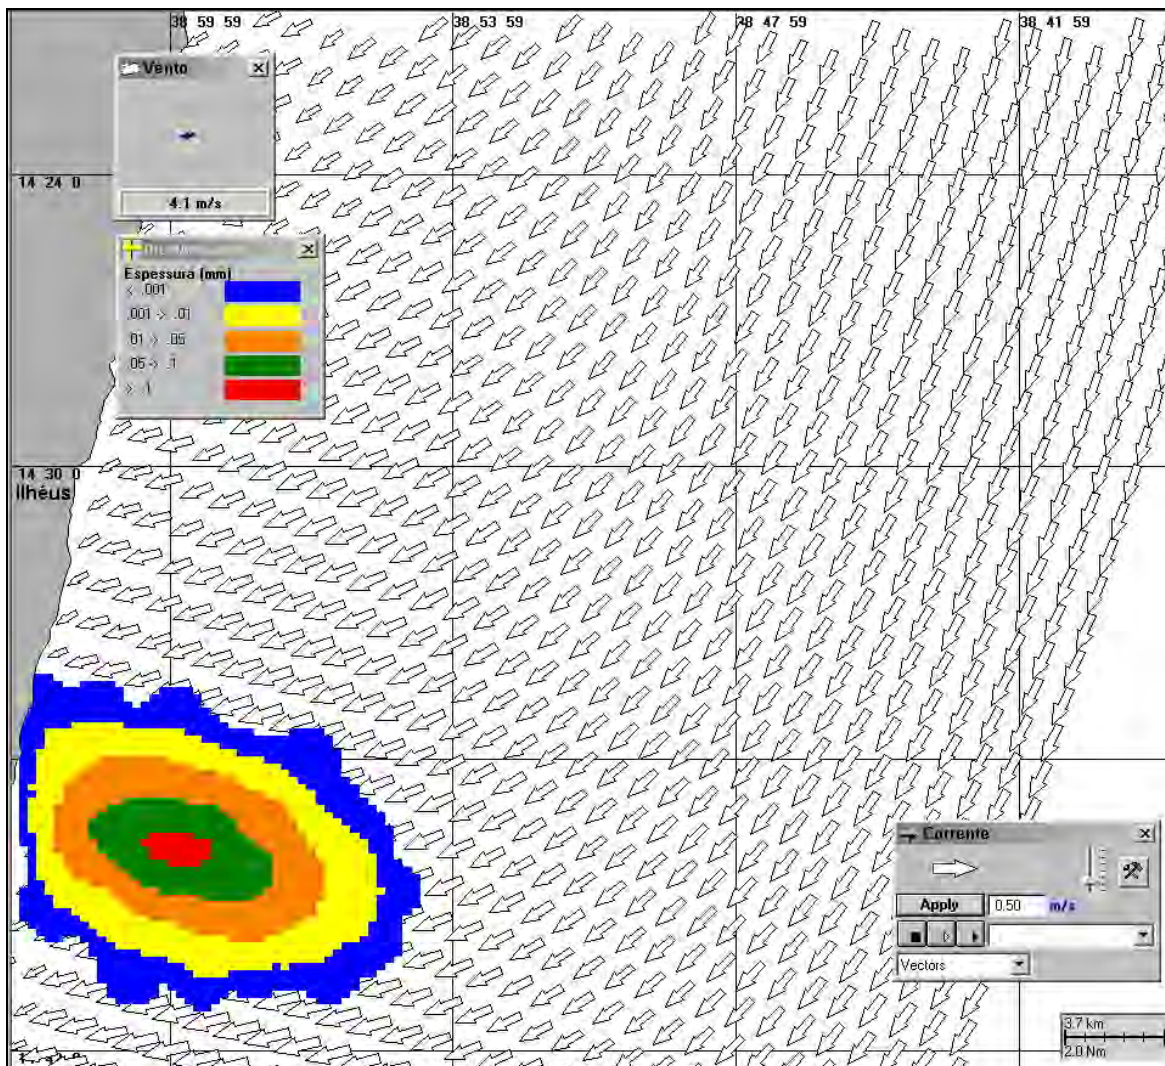 38 59 59
38 53 59
38 47 59
38 41 59
Vento
4.1 m/s
14 24 0
Espessura (mm)
< .001
.001 -> .01
.01 -> .05
.05 -> .1
> .1
14 30 0
Ilhéus
Corrente
Apply
0.50
m/s
Vectors
3.7 km
2.0 Nm